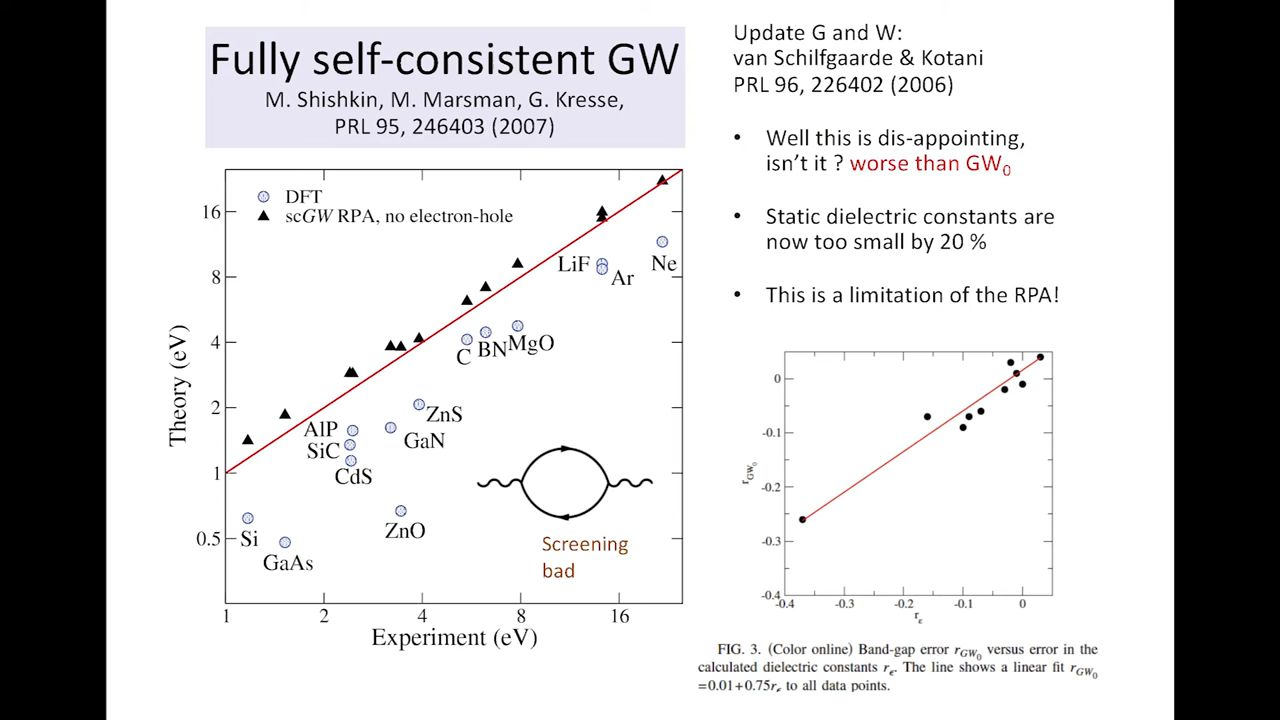 Fully self-consistent GW
M. Shishkin, M. Marsman, G. Kresse,
PRL 95, 246403 (2007)
Update G and W:
van Schilfgaarde & Kotani
PRL 96, 226402 (2006)
• Well this is dis-appointing,
isn't it ? worse than GW₀
• Static dielectric constants are
now too small by 20 %
• This is a limitation of the RPA!
DFT
scGW RPA, no electron-hole
Theory (eV)
16
8
4
2
1
0.5
LiF
Ar
Ne
C
BN
MgO
ZnS
AlP
GaN
SiC
CdS
ZnO
Si
GaAs
Screening
bad
1
2
4
8
16
Experiment (eV)
r_GW₀
0
-0.1
-0.2
-0.3
-0.4
-0.4
-0.3
-0.2
-0.1
0
r_ε
FIG. 3. (Color online) Band-gap error r_GW₀ versus error in the
calculated dielectric constants r_ε. The line shows a linear fit r_GW₀
=0.01+0.75r_ε to all data points.